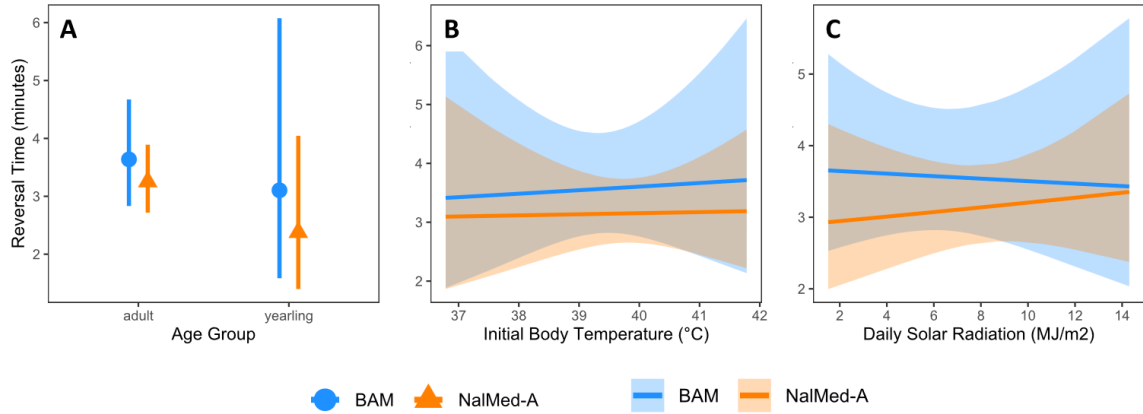 A
B
C
Reversal Time (minutes)
6
5
4
3
2
adult
yearling
Age Group
6
5
4
3
2
37
38
39
40
41
42
Initial Body Temperature (°C)
6
5
4
3
2
2
4
6
8
10
12
14
Daily Solar Radiation (MJ/m2)
BAM
NalMed-A
BAM
NalMed-A